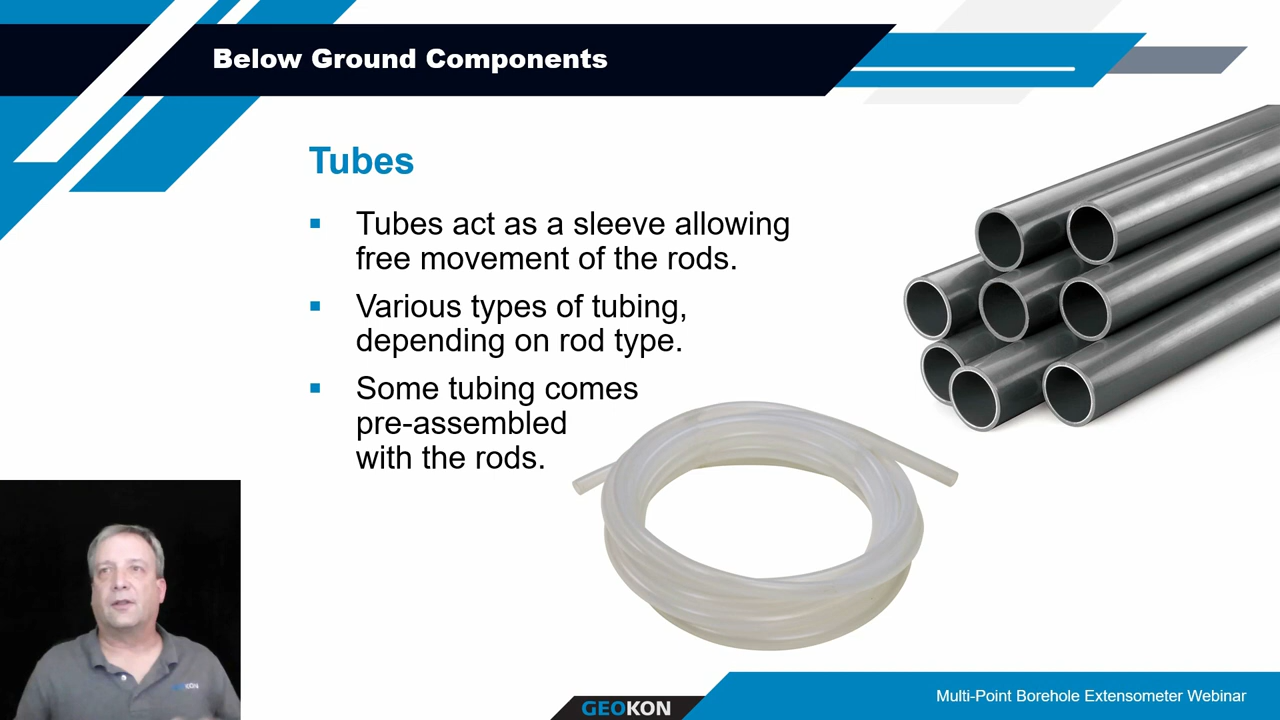 Below Ground Components
Tubes
▪ Tubes act as a sleeve allowing
free movement of the rods.
▪ Various types of tubing,
depending on rod type.
▪ Some tubing comes
pre-assembled
with the rods.
GEOKON
GEOKON
Multi-Point Borehole Extensometer Webinar